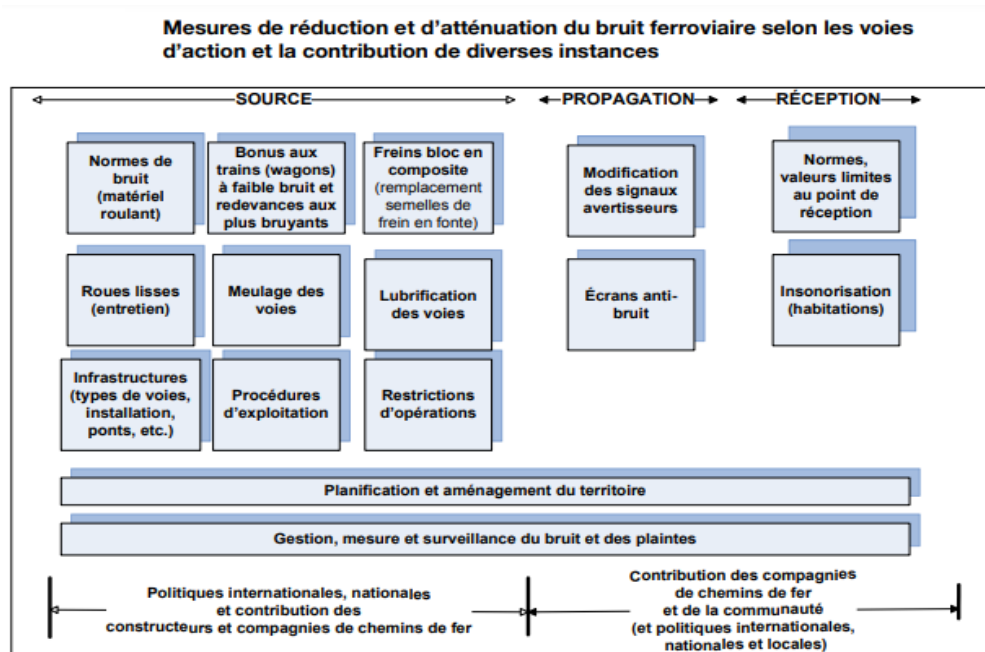 Mesures de réduction et d'atténuation du bruit ferroviaire selon les voies
d'action et la contribution de diverses instances
SOURCE
PROPAGATION
RÉCEPTION
Normes de
bruit
(matériel
roulant)
Bonus aux
trains (wagons)
à faible bruit et
redevances aux
plus bruyants
Freins bloc en
composite
(remplacement
semelles de
frein en fonte)
Modification
des signaux
avertisseurs
Normes,
valeurs limites
au point de
réception
Roues lisses
(entretien)
Meulage des
voies
Lubrification
des voies
Écrans anti-
bruit
Insonorisation
(habitations)
Infrastructures
(types de voies,
installation,
ponts, etc.)
Procédures
d'exploitation
Restrictions
d'opérations
Planification et aménagement du territoire
Gestion, mesure et surveillance du bruit et des plaintes
Politiques internationales, nationales
et contribution des
constructeurs et compagnies de chemins de fer
Contribution des compagnies
de chemins de fer
et de la communauté
(et politiques internationales,
nationales et locales)